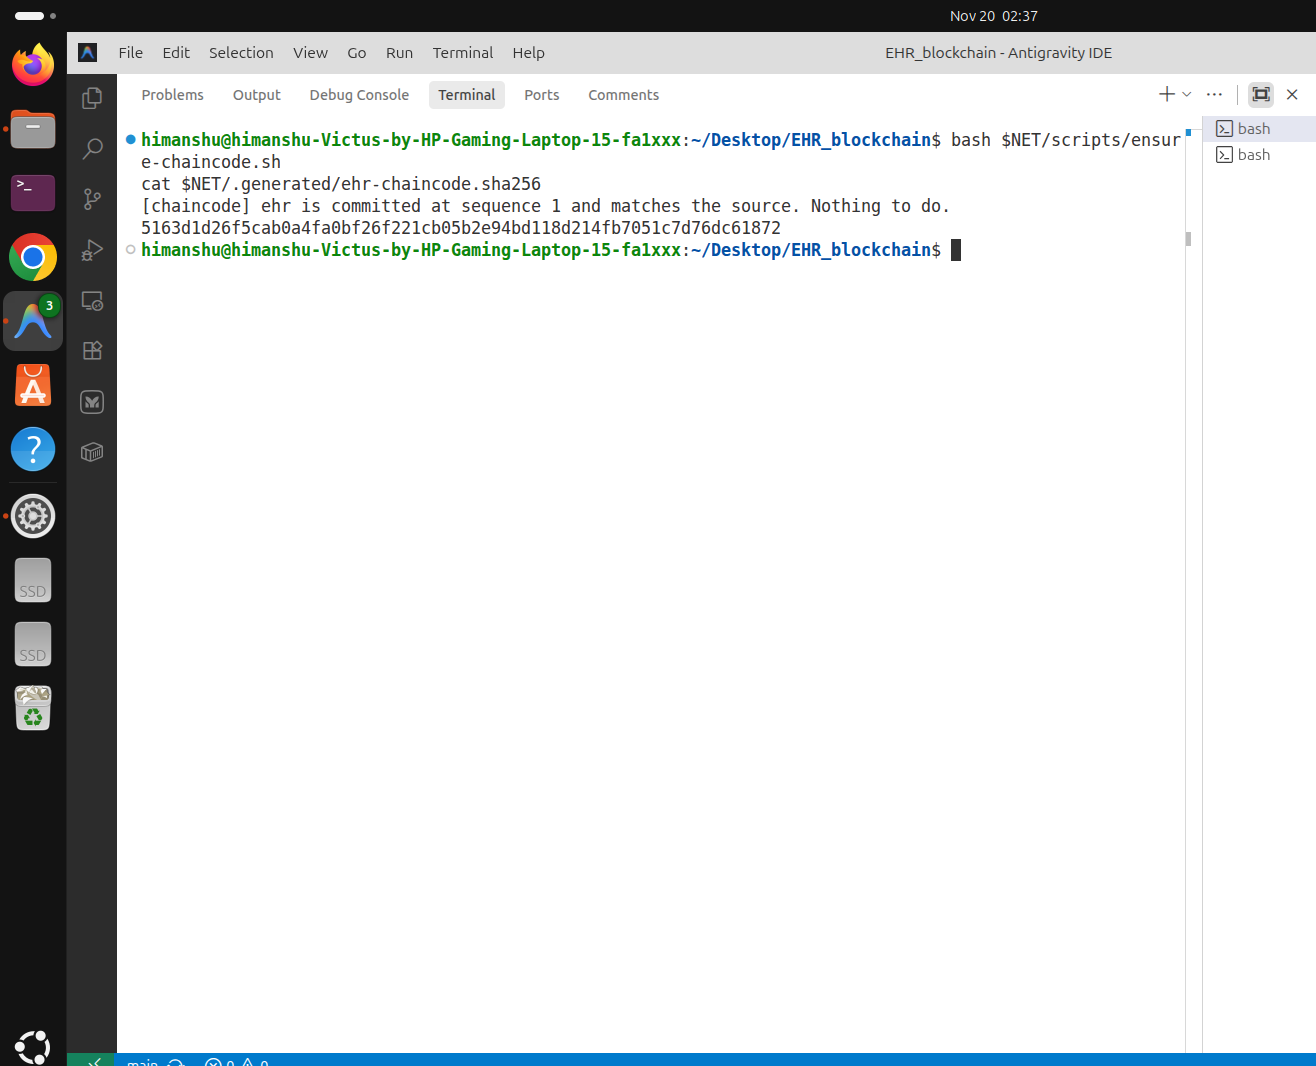 Nov 20 02:37
File Edit Selection View Go Run Terminal Help
EHR_blockchain - Antigravity IDE
Problems Output Debug Console Terminal Ports Comments
himanshu@himanshu-Victus-by-HP-Gaming-Laptop-15-fa1xxx:~/Desktop/EHR_blockchain$ bash $NET/scripts/ensur
e-chaincode.sh
cat $NET/.generated/ehr-chaincode.sha256
[chaincode] ehr is committed at sequence 1 and matches the source. Nothing to do.
5163d1d26f5cab0a4fa0bf26f221cb05b2e94bd118d214fb7051c7d76dc61872
himanshu@himanshu-Victus-by-HP-Gaming-Laptop-15-fa1xxx:~/Desktop/EHR_blockchain$
bash
bash
3
SSD
SSD
main 0 0